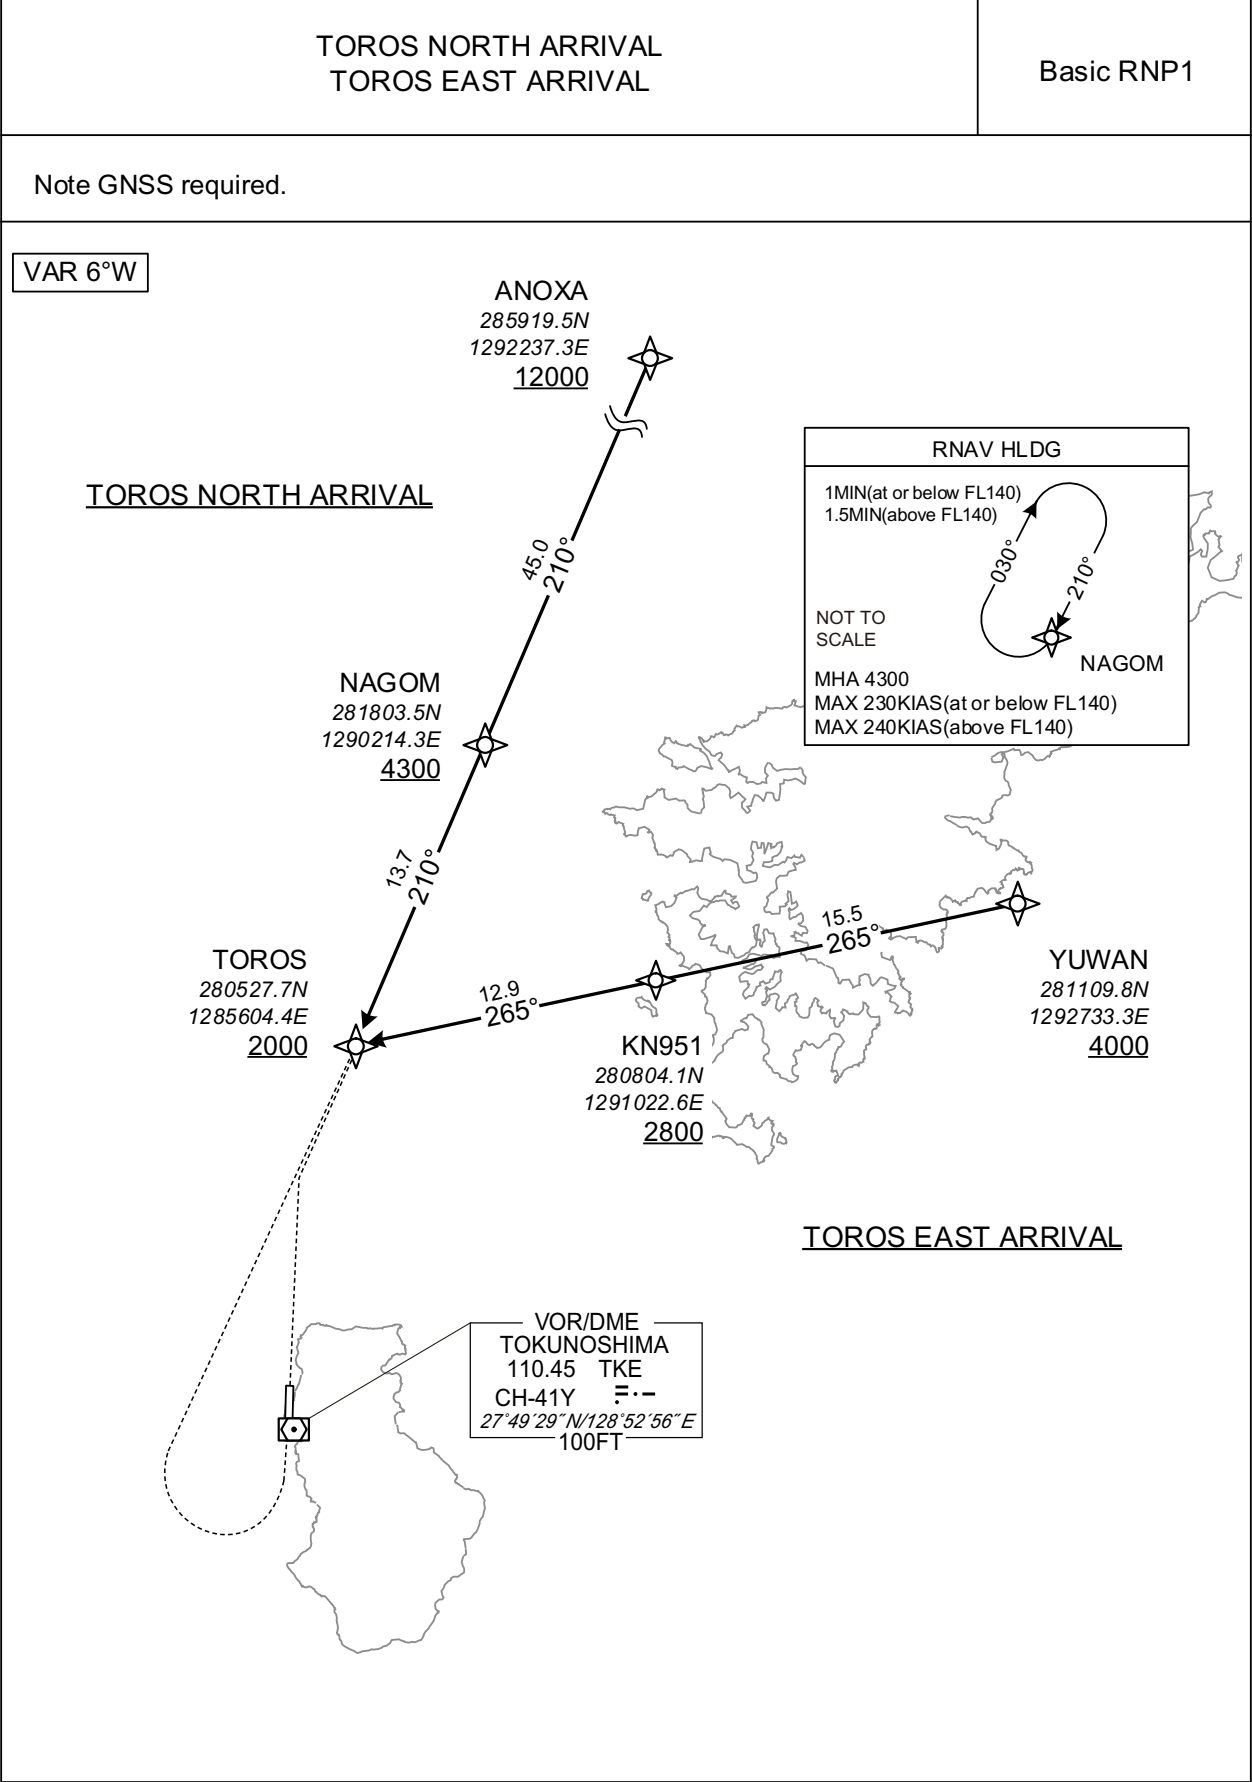 TOROS NORTH ARRIVAL
TOROS EAST ARRIVAL
Basic RNP1
Note GNSS required.
VAR 6°W
ANOXA
285919.5N
1292237.3E
12000
TOROS NORTH ARRIVAL
45.0
210°
RNAV HLDG
1MIN(at or below FL140)
1.5MIN(above FL140)
030°
210°
NOT TO
SCALE
NAGOM
MHA 4300
MAX 230KIAS(at or below FL140)
MAX 240KIAS(above FL140)
NAGOM
281803.5N
1290214.3E
4300
13.7
210°
15.5
265°
TOROS
280527.7N
1285604.4E
2000
12.9
265°
YUWAN
281109.8N
1292733.3E
4000
KN951
280804.1N
1291022.6E
2800
TOROS EAST ARRIVAL
VOR/DME
TOKUNOSHIMA
110.45 TKE
CH-41Y
27°49′29″N/128°52′56″E
100FT